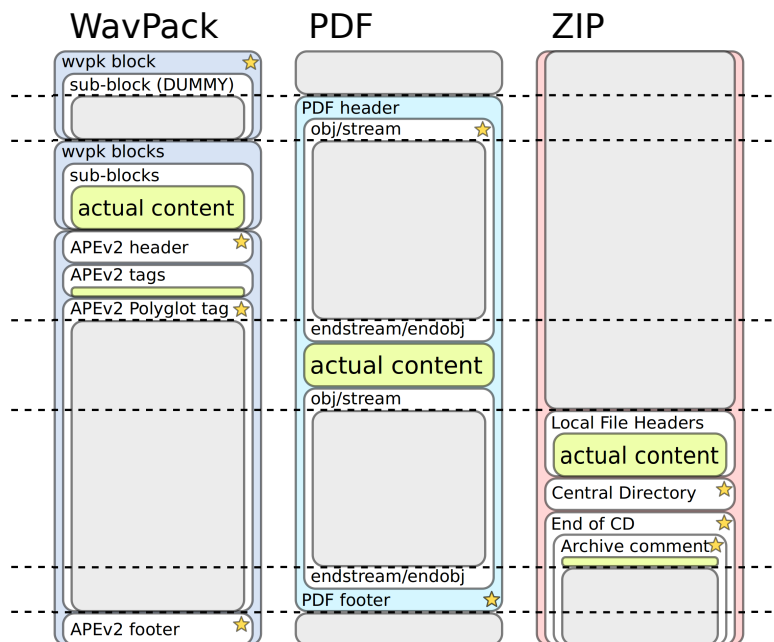 WavPack
wvpk block
sub-block (DUMMY)
wvpk blocks
sub-blocks
actual content
APEv2 header
APEv2 tags
APEv2 Polyglot tag
APEv2 footer
PDF
PDF header
obj/stream
endstream/endobj
actual content
obj/stream
endstream/endobj
PDF footer
ZIP
Local File Headers
actual content
Central Directory
End of CD
Archive comment